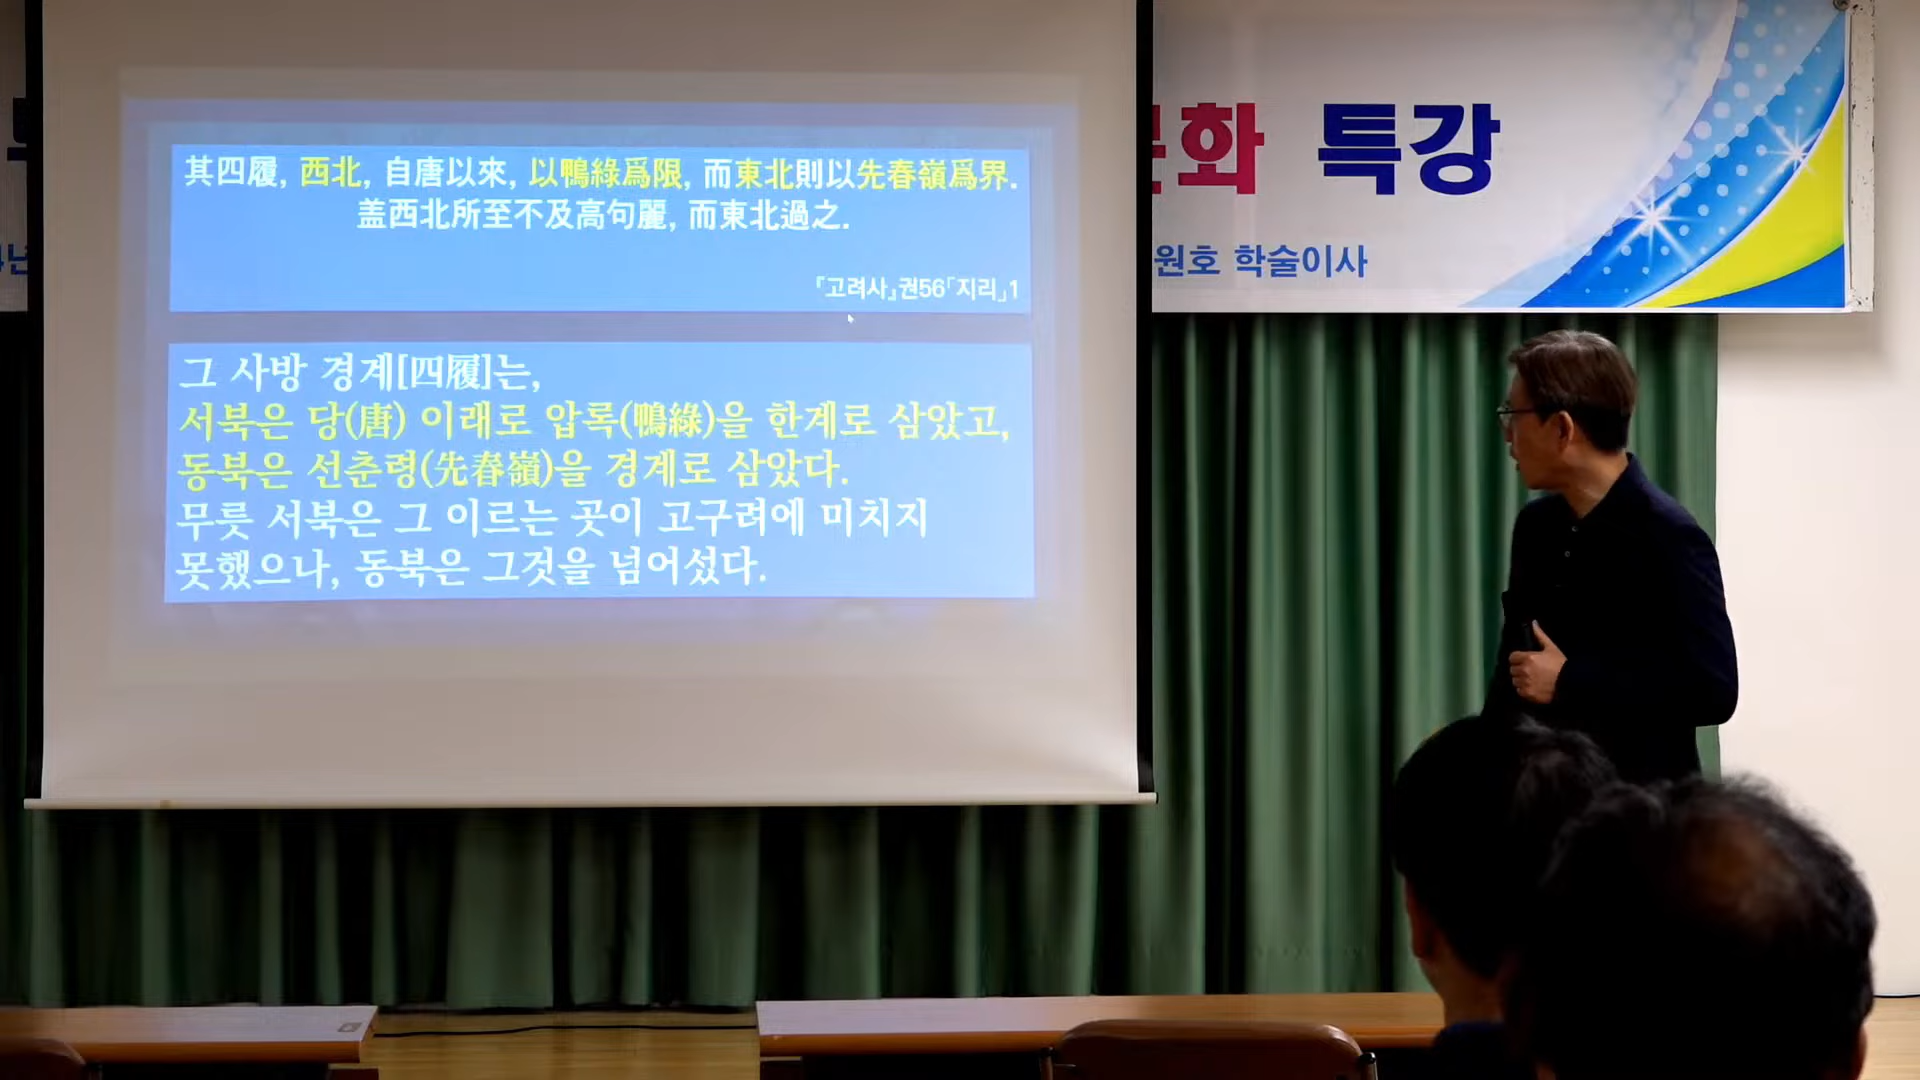 其四履, 西北, 自唐以來, 以鴨綠爲限, 而東北則以先春嶺爲界.
盖西北所至不及高句麗, 而東北過之.
『고려사』권56「지리」1
그 사방 경계[四履]는,
서북은 당(唐) 이래로 압록(鴨綠)을 한계로 삼았고,
동북은 선춘령(先春嶺)을 경계로 삼았다.
무릇 서북은 그 이르는 곳이 고구려에 미치지
못했으나, 동북은 그것을 넘어섰다.
화 특강
원호 학술이사